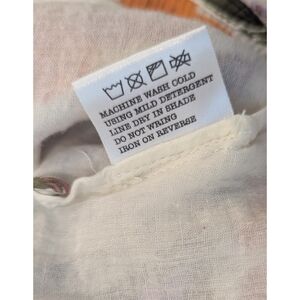 MACHINE WASH COLD
USING MILD DETERGENT
LINE DRY IN SHADE
DO NOT WRING
IRON ON REVERSE